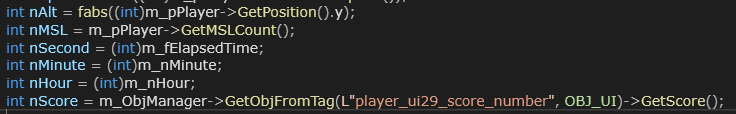 int nAlt = fabs((int)m_pPlayer->GetPosition().y);
int nMSL = m_pPlayer->GetMSLCount();
int nSecond = (int)m_fElapsedTime;
int nMinute = (int)m_nMinute;
int nHour = (int)m_nHour;
int nScore = m_ObjManager->GetObjFromTag(L"player_ui29_score_number", OBJ_UI)->GetScore();